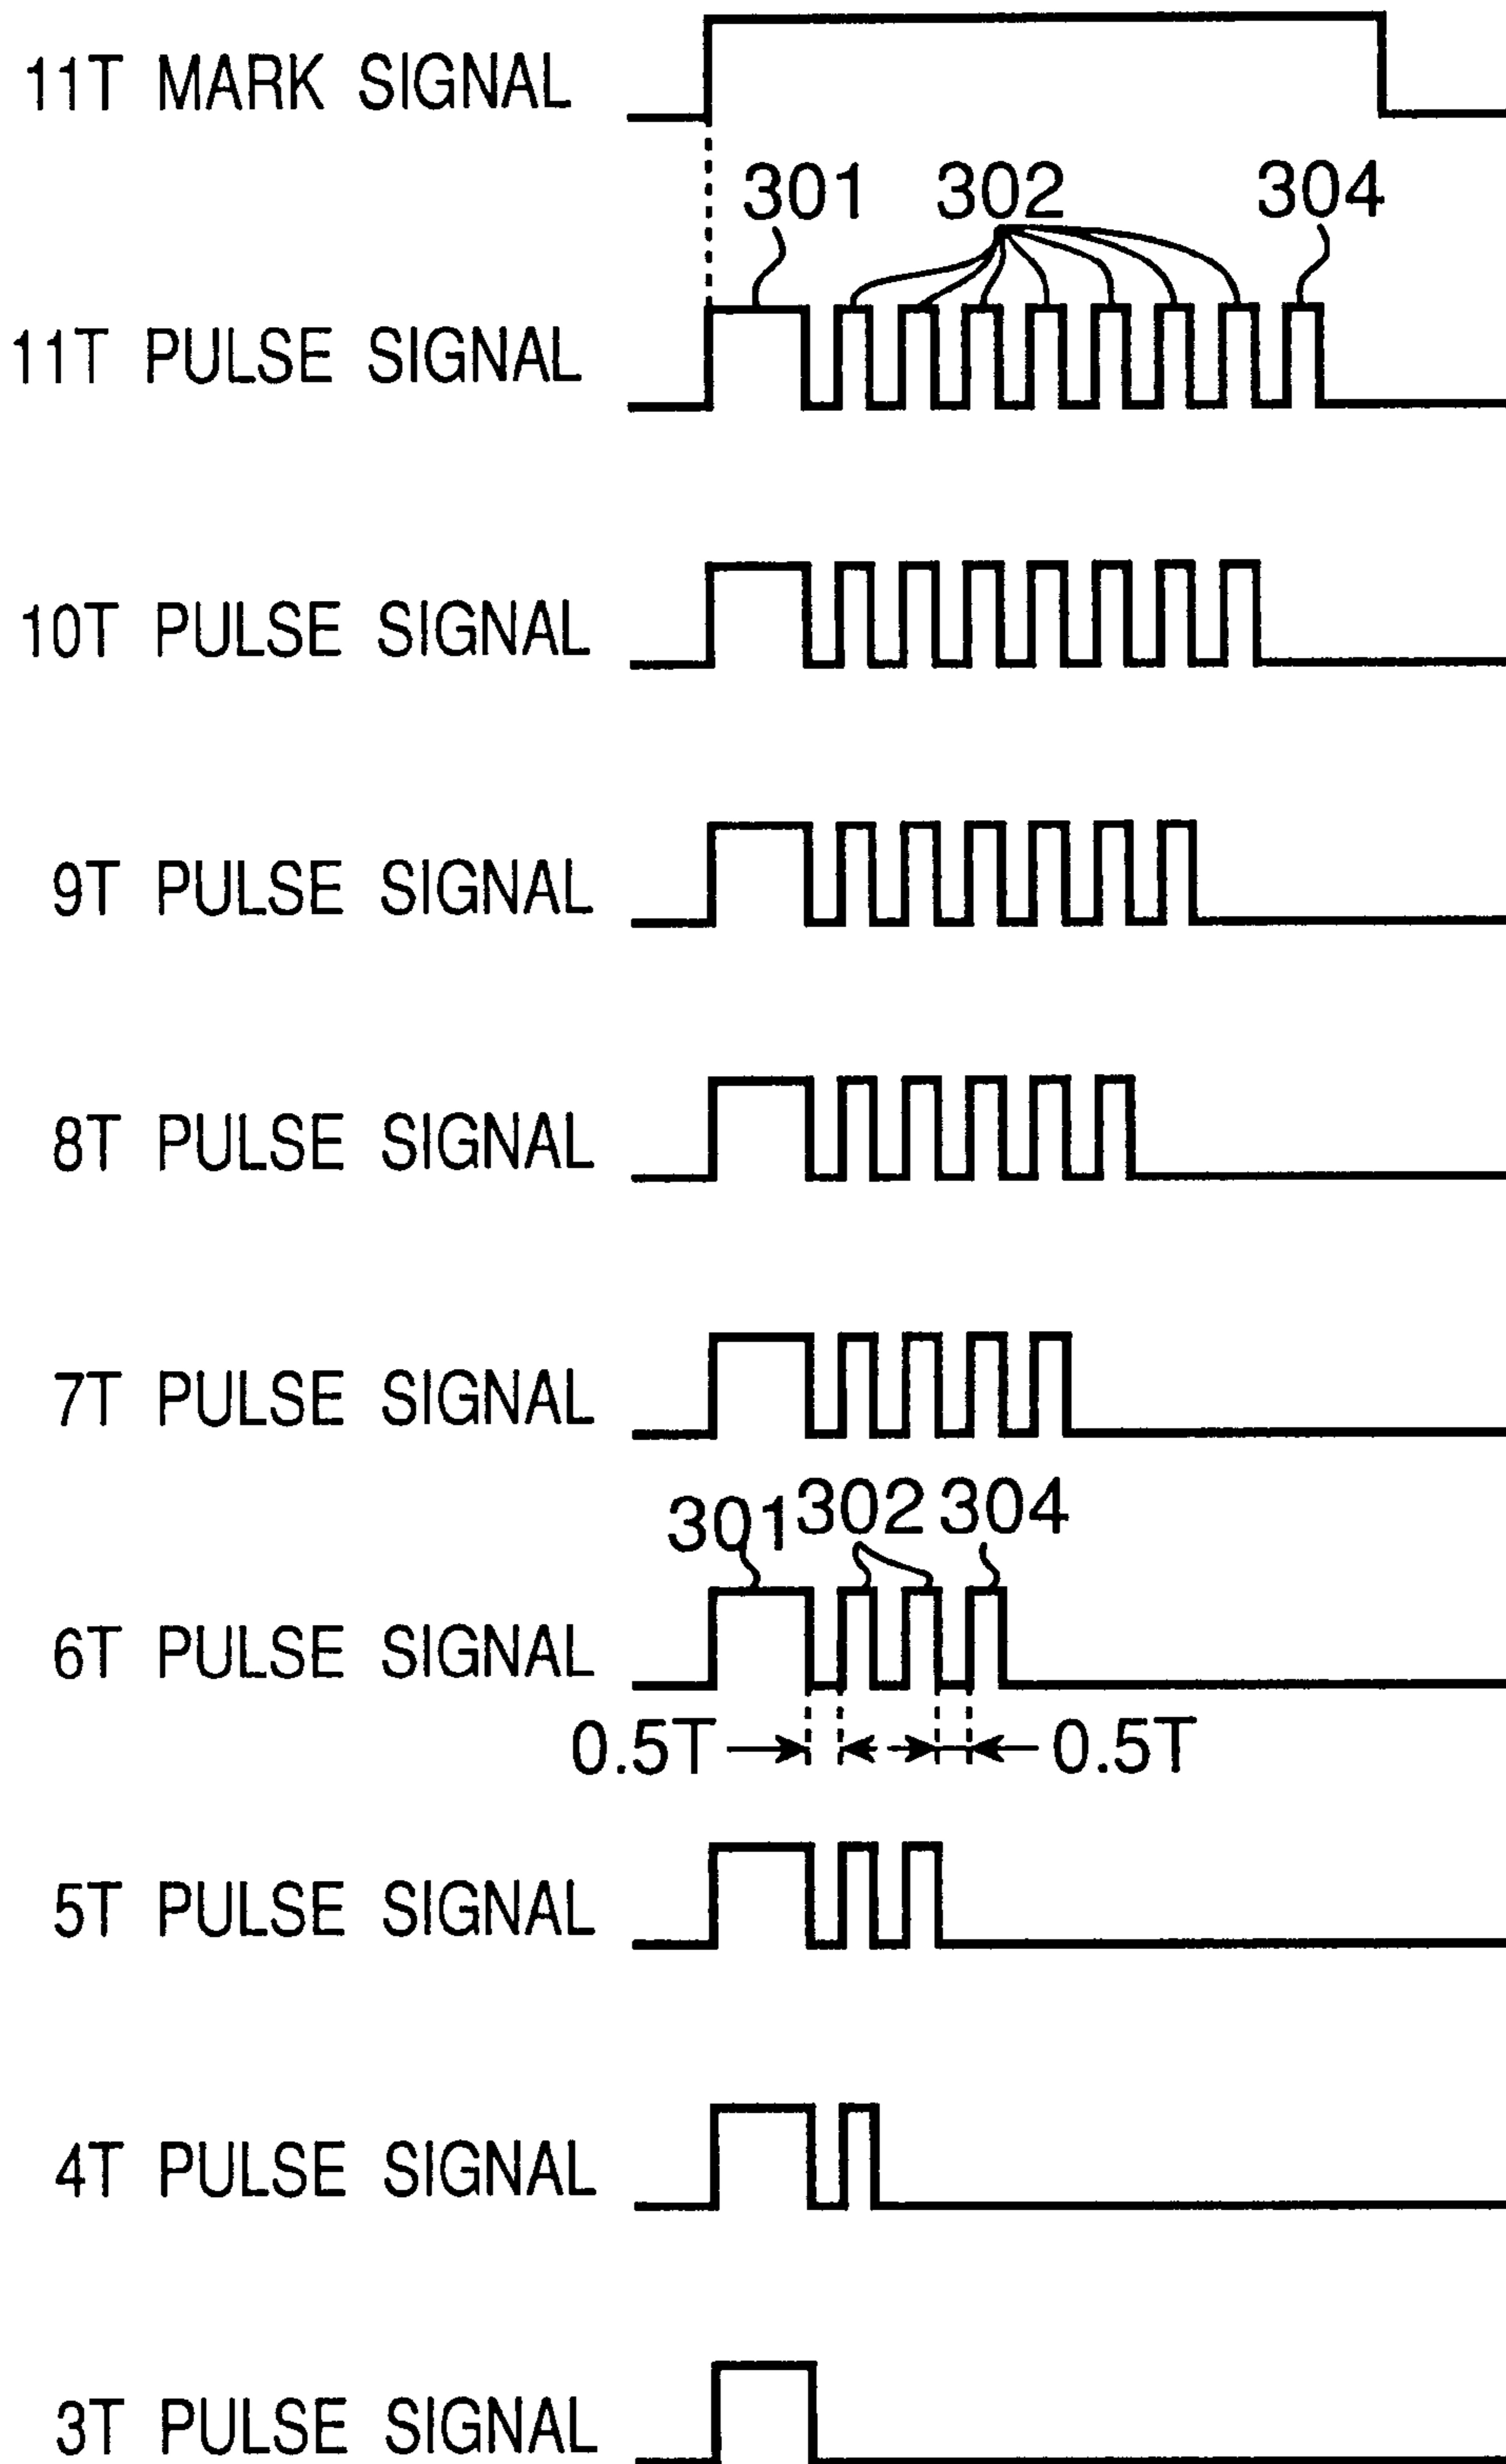 11T MARK SIGNAL
301 302 304
11T PULSE SIGNAL
10T PULSE SIGNAL
9T PULSE SIGNAL
8T PULSE SIGNAL
7T PULSE SIGNAL
301 302 304
6T PULSE SIGNAL
0.5T 0.5T
5T PULSE SIGNAL
4T PULSE SIGNAL
3T PULSE SIGNAL